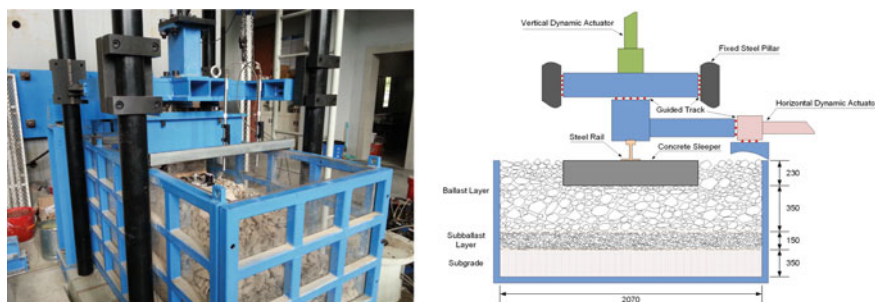 Vertical Dynamic Actuator
Fixed Steel Pillar
Guided Track
Horizontal Dynamic Actuato
Steel Rail
Concrete Sleeper
Ballast Layer
230
350
Subballast
Layer
150
Subgrade
350
2070